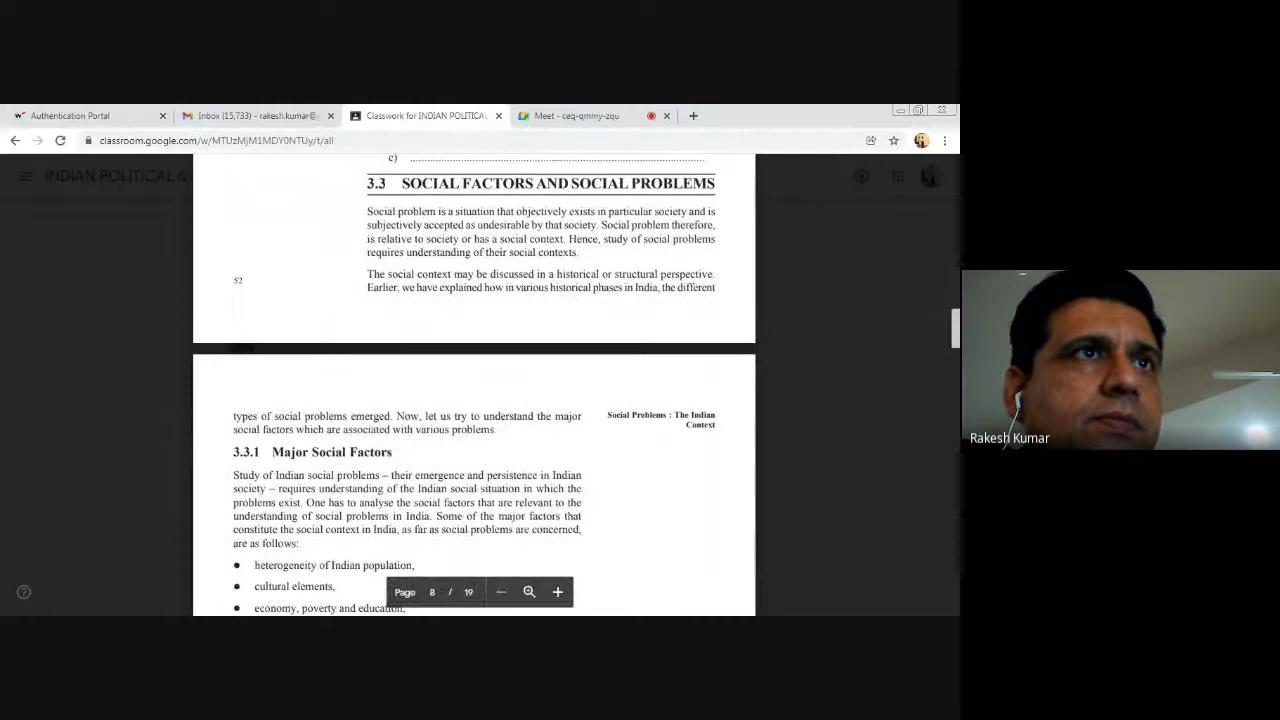 Authentication Portal
Inbox (15,723) - rakesh.kumar@
Classwork for INDIAN POLITICA
Meet - ceq-qmmy-zqu
classroom.google.com/w/MTUzMjM1MDY0NTUy/t/all
INDIAN POLITICAL &
c) ...
3.3 SOCIAL FACTORS AND SOCIAL PROBLEMS
Social problem is a situation that objectively exists in particular society and is
subjectively accepted as undesirable by that society. Social problem therefore,
is relative to society or has a social context. Hence, study of social problems
requires understanding of their social contexts.
The social context may be discussed in a historical or structural perspective.
Earlier, we have explained how in various historical phases in India, the different
52
types of social problems emerged. Now, let us try to understand the major
social factors which are associated with various problems.
Social Problems : The Indian
Context
3.3.1 Major Social Factors
Study of Indian social problems – their emergence and persistence in Indian
society – requires understanding of the Indian social situation in which the
problems exist. One has to analyse the social factors that are relevant to the
understanding of social problems in India. Some of the major factors that
constitute the social context in India, as far as social problems are concerned,
are as follows:
● heterogeneity of Indian population,
● cultural elements,
● economy, poverty and education,
Page 8 / 19
Rakesh Kumar